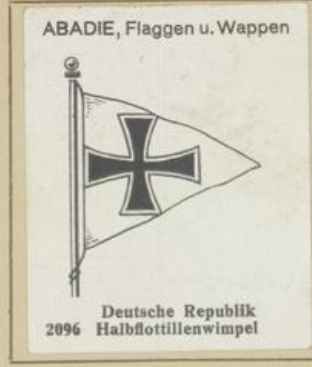 ABADIE, Flaggen u. Wappen
Deutsche Republik
2096 Halbflottillenwimpel